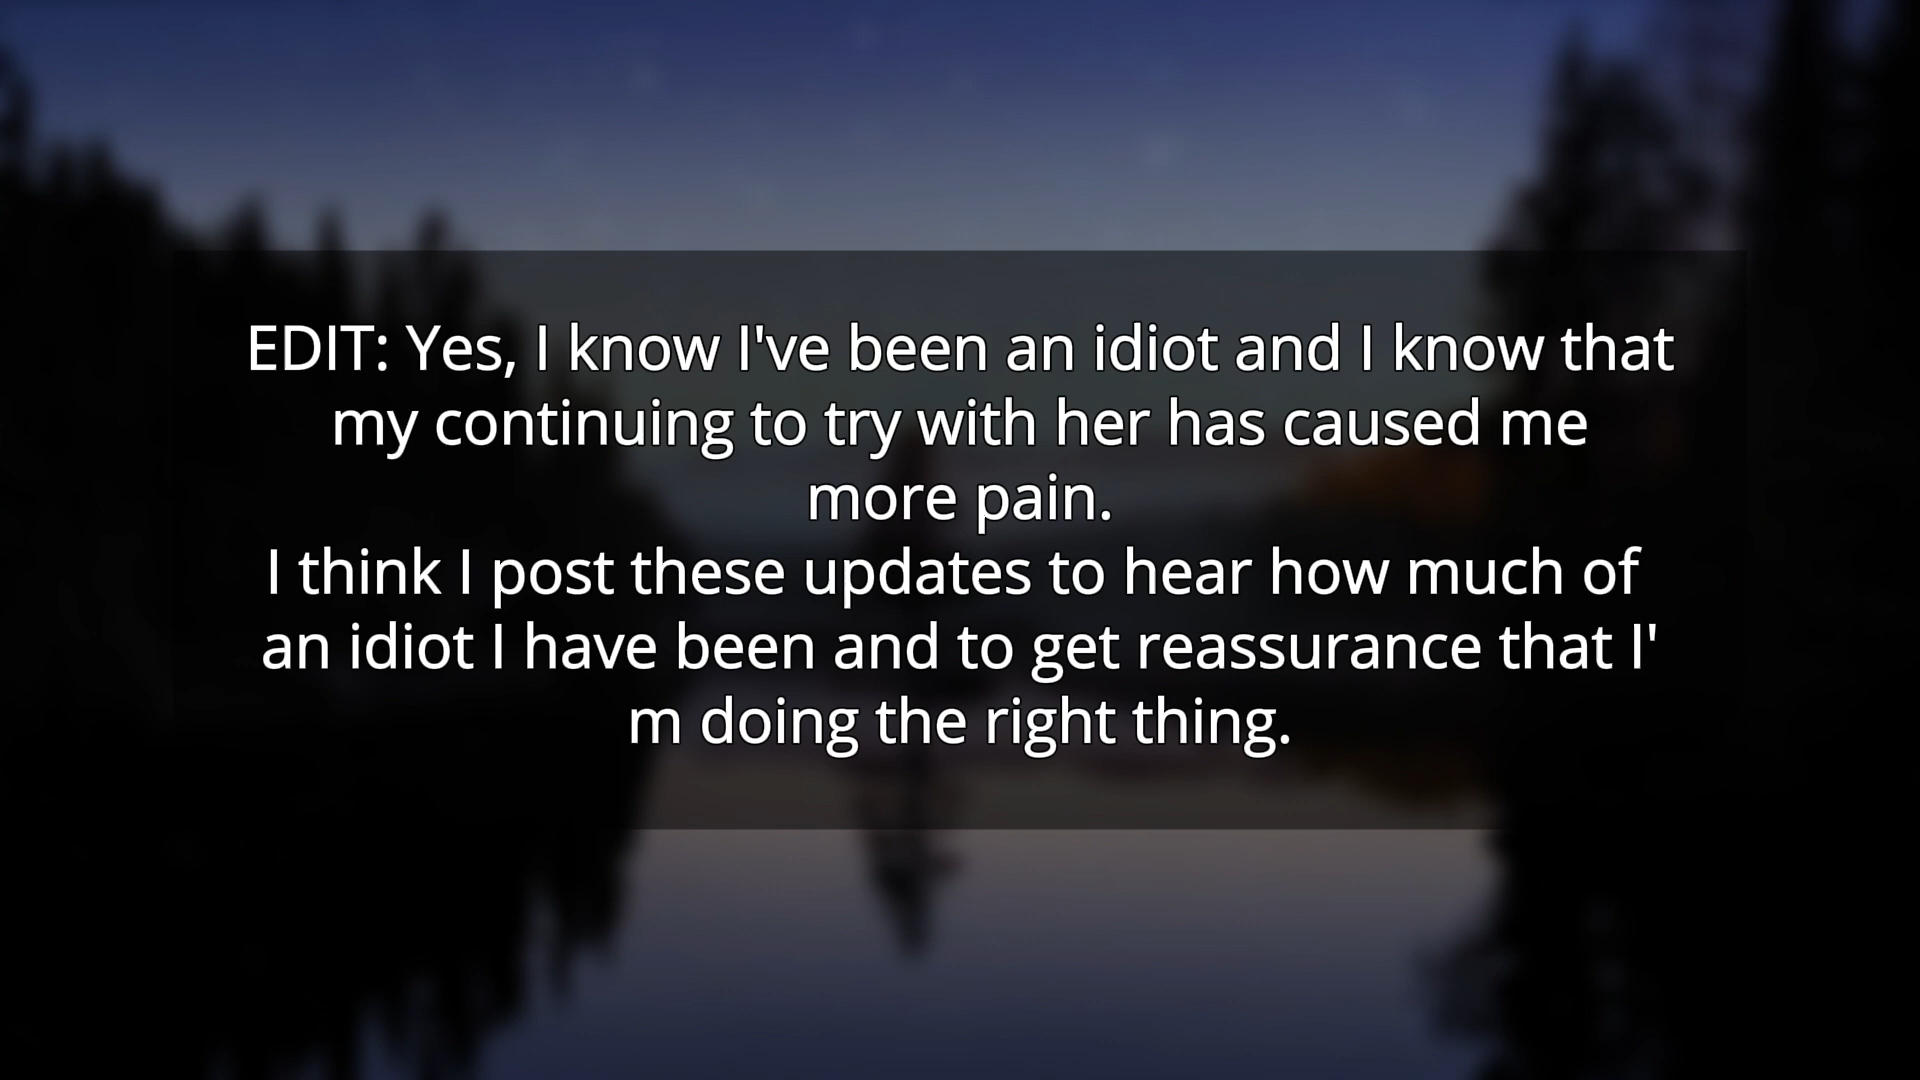 EDIT: Yes, I know I've been an idiot and I know that
my continuing to try with her has caused me
more pain.
I think I post these updates to hear how much of
an idiot I have been and to get reassurance that I'
m doing the right thing.